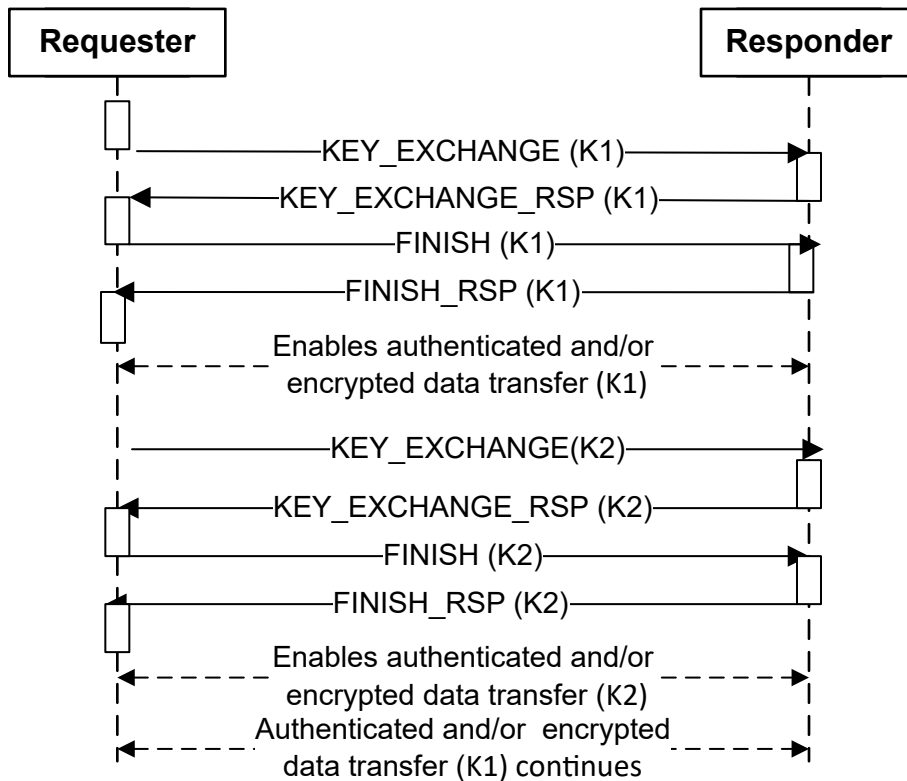 Requester
Responder
KEY_EXCHANGE (K1)
KEY_EXCHANGE_RSP (K1)
FINISH (K1)
FINISH_RSP (K1)
Enables authenticated and/or
encrypted data transfer (K1)
KEY_EXCHANGE(K2)
KEY_EXCHANGE_RSP (K2)
FINISH (K2)
FINISH_RSP (K2)
Enables authenticated and/or
encrypted data transfer (K2)
Authenticated and/or encrypted
data transfer (K1) continues